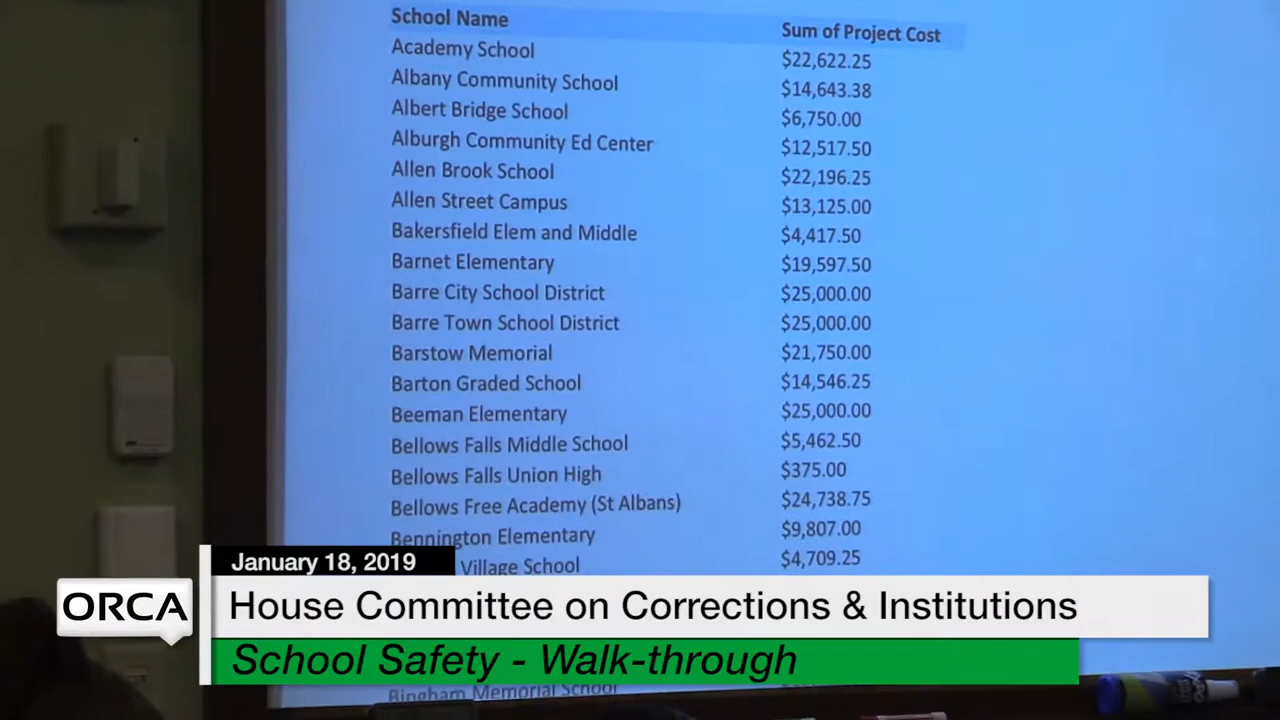 School Name Sum of Project Cost
Academy School $22,622.25
Albany Community School $14,643.38
Albert Bridge School $6,750.00
Alburgh Community Ed Center $12,517.50
Allen Brook School $22,196.25
Allen Street Campus $13,125.00
Bakersfield Elem and Middle $4,417.50
Barnet Elementary $19,597.50
Barre City School District $25,000.00
Barre Town School District $25,000.00
Barstow Memorial $21,750.00
Barton Graded School $14,546.25
Beeman Elementary $25,000.00
Bellows Falls Middle School $5,462.50
Bellows Falls Union High $375.00
Bellows Free Academy (St Albans) $24,738.75
Bennington Elementary $9,807.00
Village School $4,709.25
January 18, 2019
ORCA
House Committee on Corrections & Institutions
School Safety - Walk-through
Bingham Memorial School